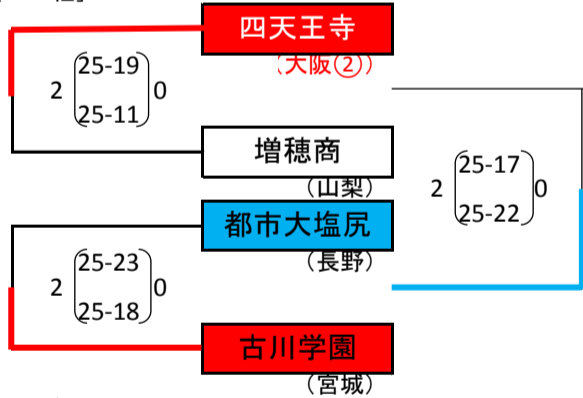 四天王寺
(大阪②)
2 25-19 0
25-11
増穂商
(山梨)
2 25-17 0
25-22
都市大塩尻
(長野)
2 25-23 0
25-18
古川学園
(宮城)